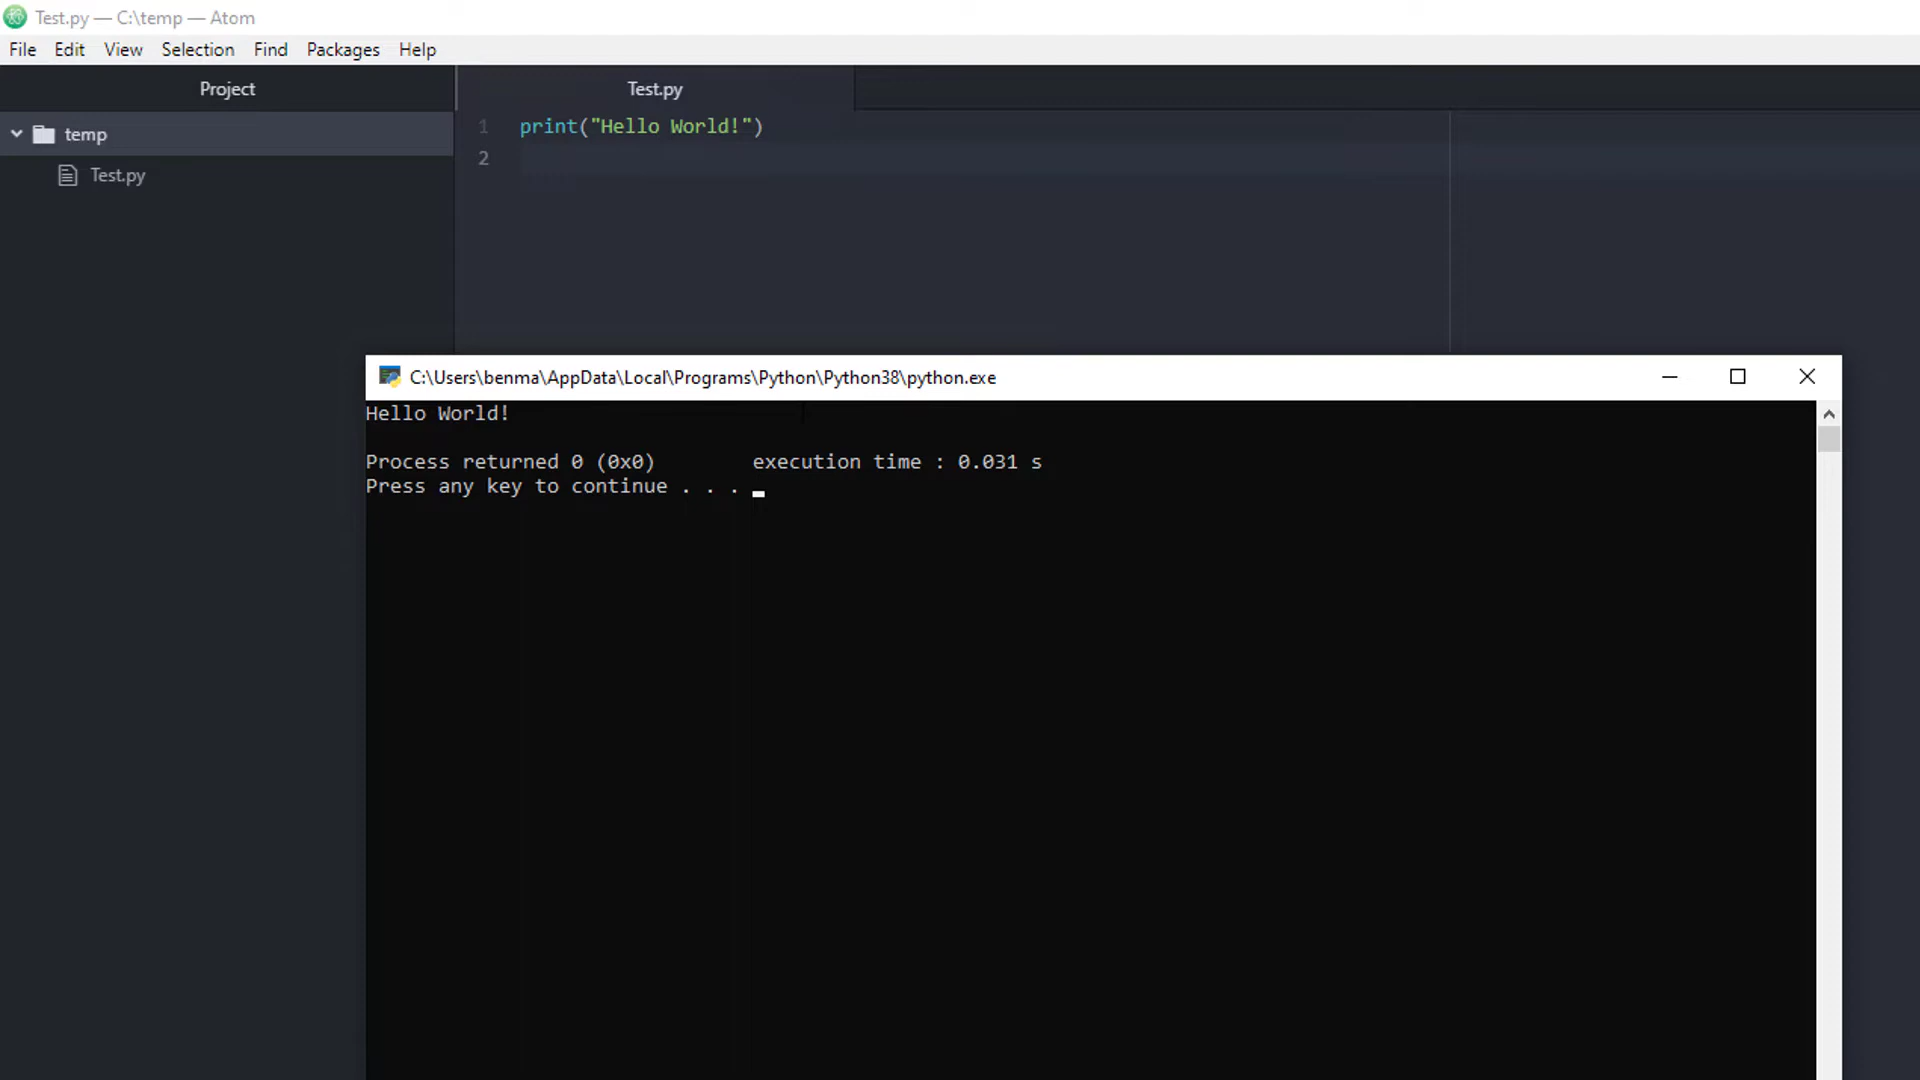 Test.py — C:\temp — Atom
File Edit View Selection Find Packages Help
Project
temp
Test.py
Test.py
1 print("Hello World!")
2
C:\Users\benma\AppData\Local\Programs\Python\Python38\python.exe
Hello World!
Process returned 0 (0x0) execution time : 0.031 s
Press any key to continue . . .